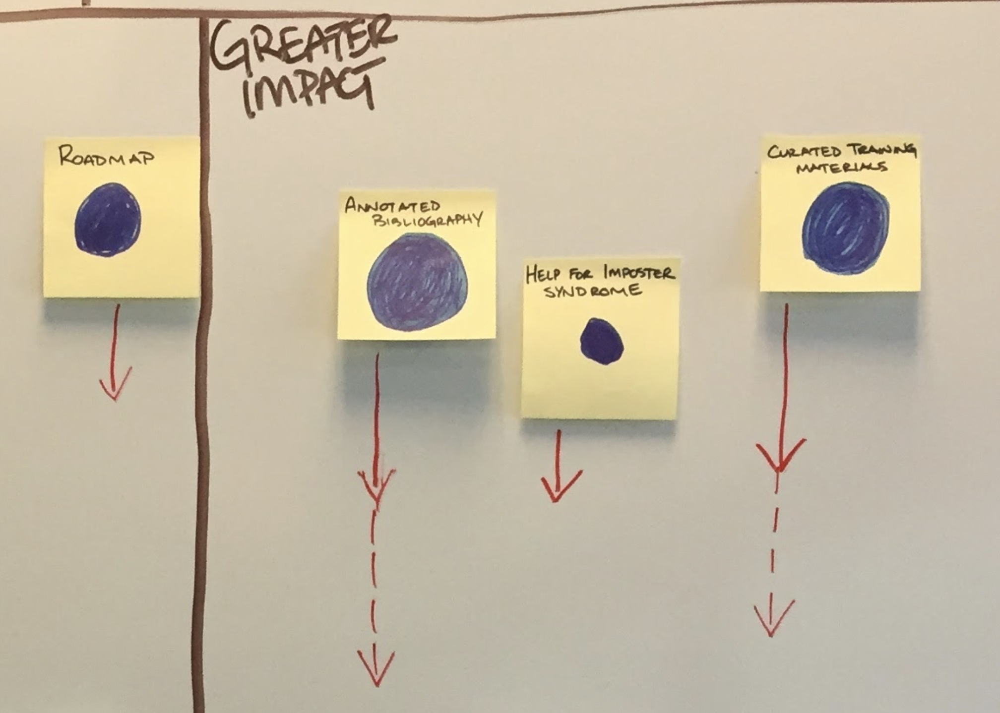 GREATER
IMPACT
ROADMAP
ANNOTATED
BIBLIOGRAPHY
HELP FOR IMPOSTER
SYNDROME
CURATED TRAINING
MATERIALS